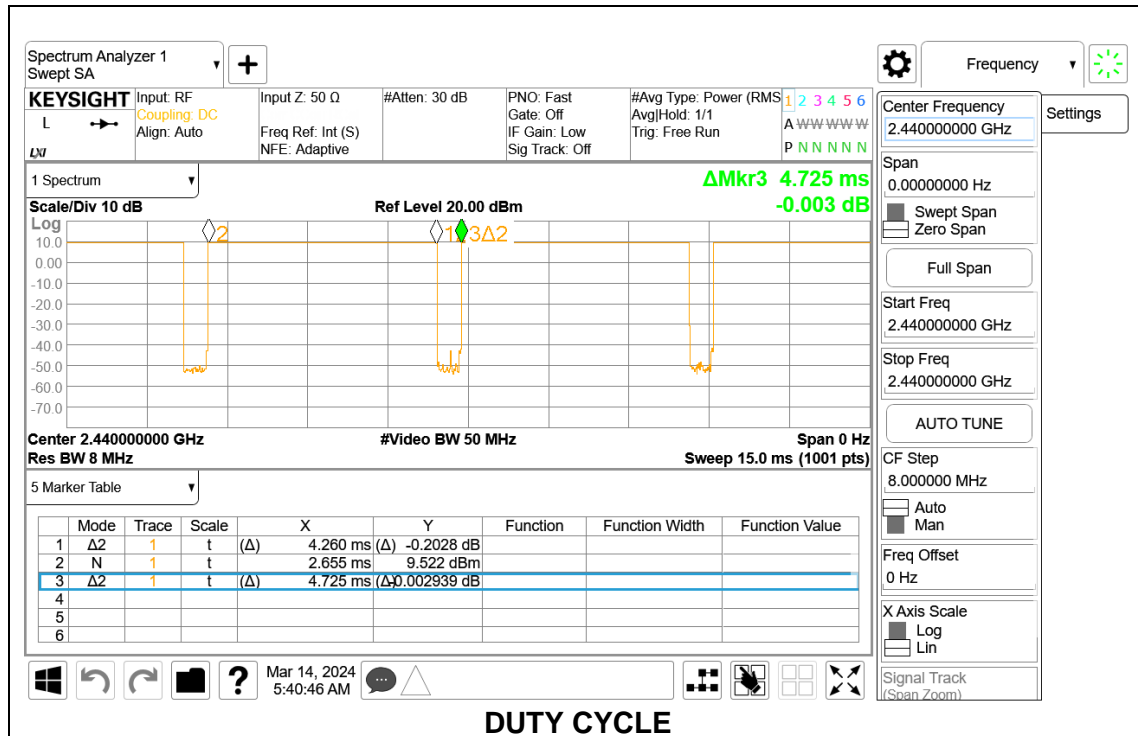 Spectrum Analyzer 1
Swept SA
Frequency
Settings
KEYSIGHT
L
LXI
Input: RF
Coupling: DC
Align: Auto
Input Z: 50 Ω
Freq Ref: Int (S)
NFE: Adaptive
#Atten: 30 dB
PNO: Fast
Gate: Off
IF Gain: Low
Sig Track: Off
#Avg Type: Power (RMS
Avg|Hold: 1/1
Trig: Free Run
1 2 3 4 5 6
A W W W W W
P N N N N N
1 Spectrum
ΔMkr3 4.725 ms
-0.003 dB
Scale/Div 10 dB
Ref Level 20.00 dBm
Log
10.0
0.00
-10.0
-20.0
-30.0
-40.0
-50.0
-60.0
-70.0
2
1
3Δ2
Center 2.440000000 GHz
#Video BW 50 MHz
Span 0 Hz
Res BW 8 MHz
Sweep 15.0 ms (1001 pts)
5 Marker Table
Mode Trace Scale X Y Function Function Width Function Value
1 Δ2 1 t (Δ) 4.260 ms (Δ) -0.2028 dB
2 N 1 t 2.655 ms 9.522 dBm
3 Δ2 1 t (Δ) 4.725 ms (Δ)-0.002939 dB
4
5
6
Mar 14, 2024
5:40:46 AM
Center Frequency
2.440000000 GHz
Span
0.00000000 Hz
Swept Span
Zero Span
Full Span
Start Freq
2.440000000 GHz
Stop Freq
2.440000000 GHz
AUTO TUNE
CF Step
8.000000 MHz
Auto
Man
Freq Offset
0 Hz
X Axis Scale
Log
Lin
Signal Track
(Span Zoom)
DUTY CYCLE